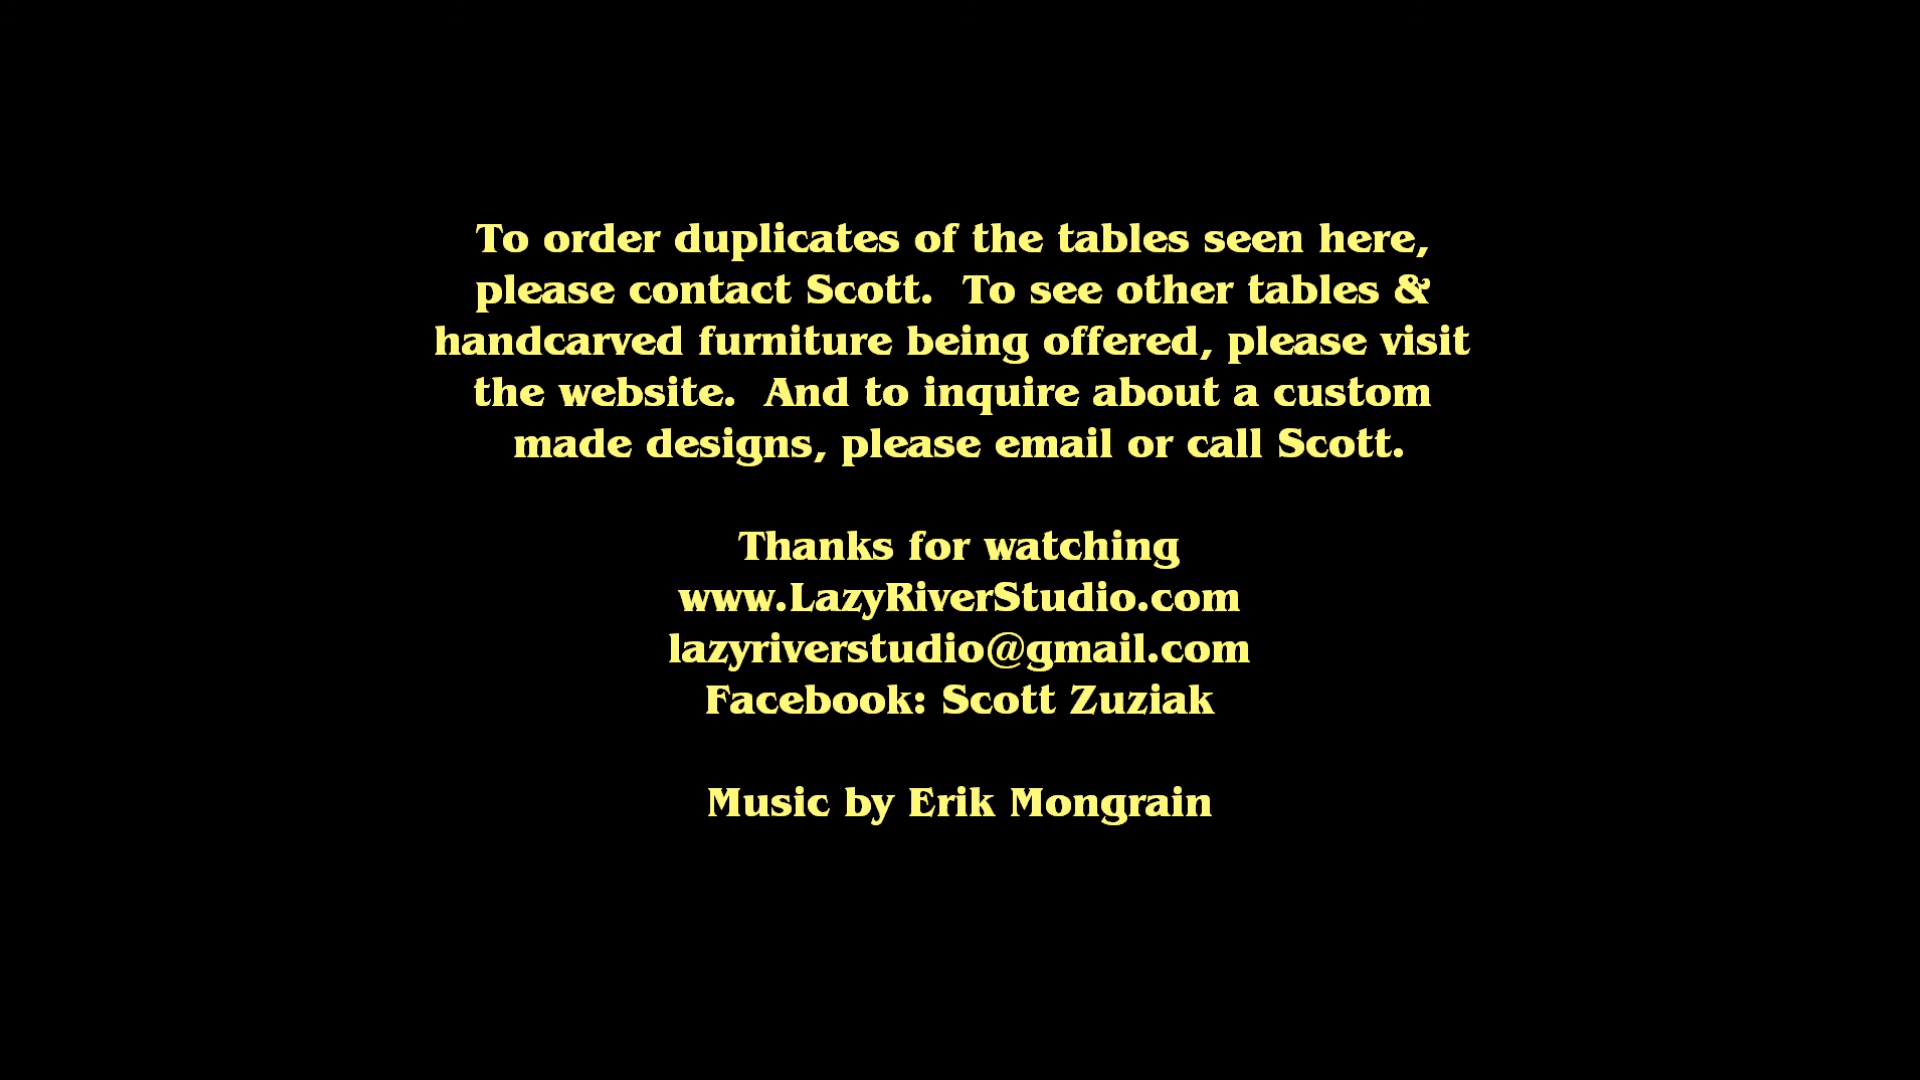 To order duplicates of the tables seen here,
please contact Scott.  To see other tables &
handcarved furniture being offered, please visit
the website.  And to inquire about a custom
made designs, please email or call Scott.
Thanks for watching
www.LazyRiverStudio.com
lazyriverstudio@gmail.com
Facebook: Scott Zuziak
Music by Erik Mongrain